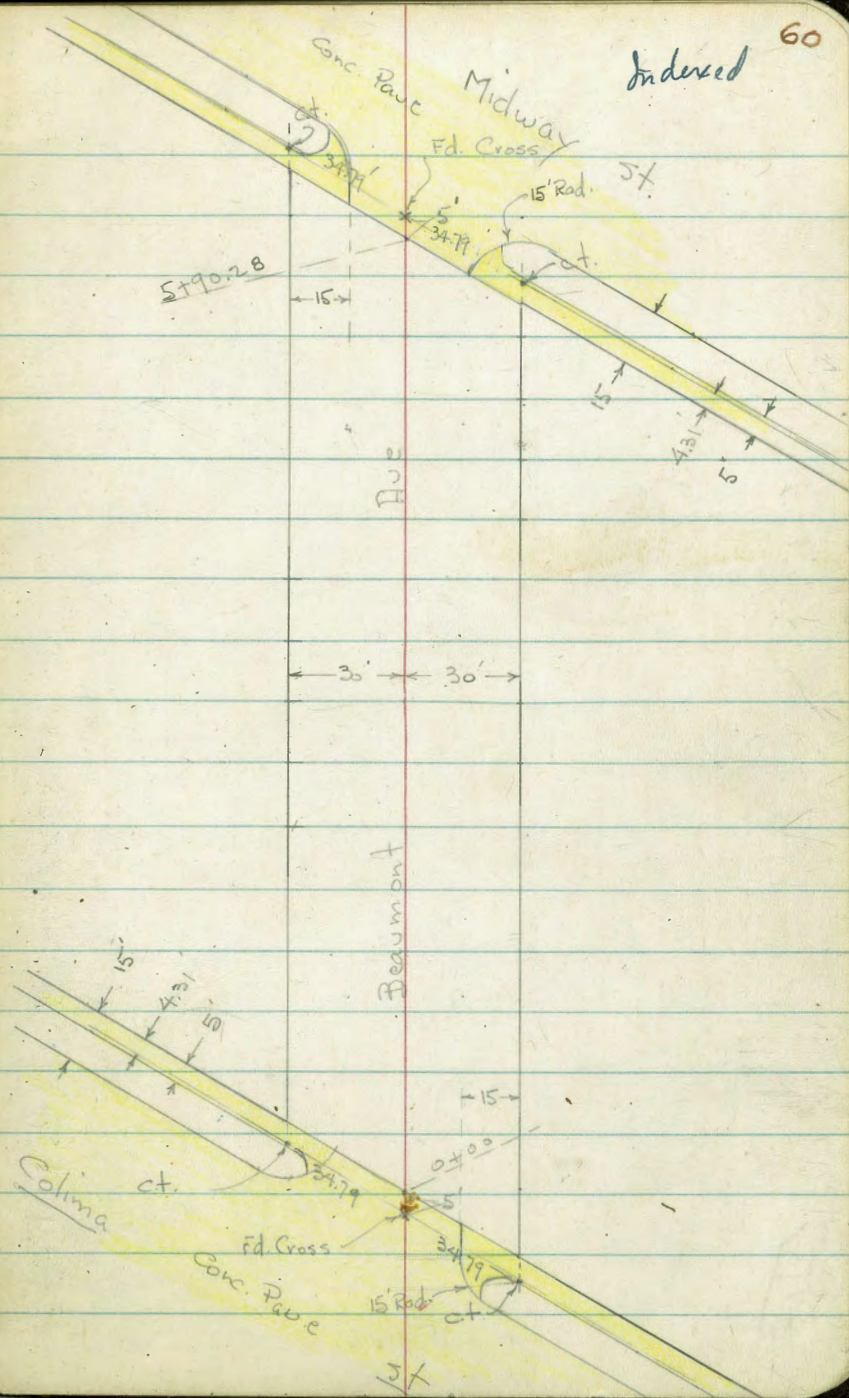 60
Indexed
Conc. Pave
Midway St
ct.
Fd. Cross
34.79'
15' Rad.
5'
34.79
ct.
5+90.28
15
15'
4.31'
5'
Ave
30' 30'
Beaumont
15'
4.31'
5'
15
0+00
34.79
ct.
5
Colima St
Fd. Cross
34.79
Conc. Pave
15' Rad.
ct.